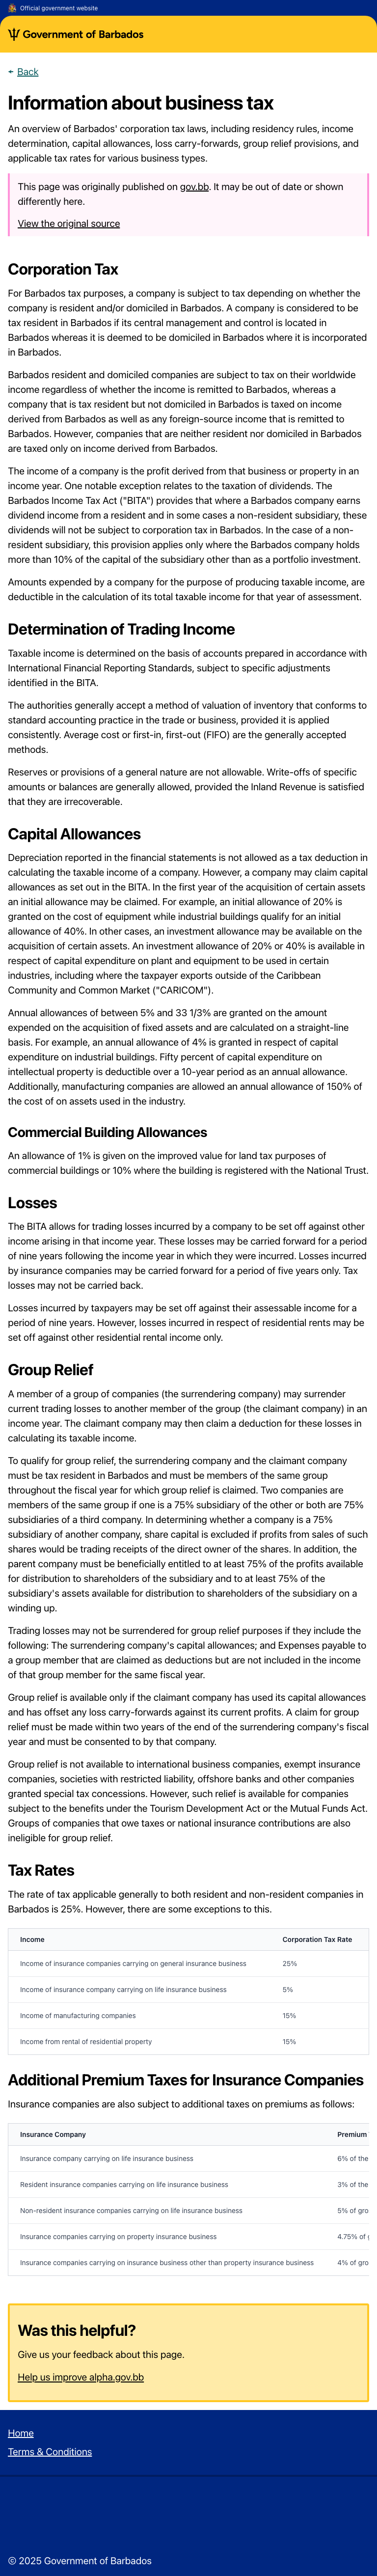 Official government website
Government of Barbados
Back
Information about business tax
An overview of Barbados' corporation tax laws, including residency rules, income
determination, capital allowances, loss carry-forwards, group relief provisions, and
applicable tax rates for various business types.
This page was originally published on gov.bb. It may be out of date or shown
differently here.
View the original source
Corporation Tax
For Barbados tax purposes, a company is subject to tax depending on whether the
company is resident and/or domiciled in Barbados. A company is considered to be
tax resident in Barbados if its central management and control is located in
Barbados whereas it is deemed to be domiciled in Barbados where it is incorporated
in Barbados.
Barbados resident and domiciled companies are subject to tax on their worldwide
income regardless of whether the income is remitted to Barbados, whereas a
company that is tax resident but not domiciled in Barbados is taxed on income
derived from Barbados as well as any foreign-source income that is remitted to
Barbados. However, companies that are neither resident nor domiciled in Barbados
are taxed only on income derived from Barbados.
The income of a company is the profit derived from that business or property in an
income year. One notable exception relates to the taxation of dividends. The
Barbados Income Tax Act ("BITA") provides that where a Barbados company earns
dividend income from a resident and in some cases a non-resident subsidiary, these
dividends will not be subject to corporation tax in Barbados. In the case of a non-
resident subsidiary, this provision applies only where the Barbados company holds
more than 10% of the capital of the subsidiary other than as a portfolio investment.
Amounts expended by a company for the purpose of producing taxable income, are
deductible in the calculation of its total taxable income for that year of assessment.
Determination of Trading Income
Taxable income is determined on the basis of accounts prepared in accordance with
International Financial Reporting Standards, subject to specific adjustments
identified in the BITA.
The authorities generally accept a method of valuation of inventory that conforms to
standard accounting practice in the trade or business, provided it is applied
consistently. Average cost or first-in, first-out (FIFO) are the generally accepted
methods.
Reserves or provisions of a general nature are not allowable. Write-offs of specific
amounts or balances are generally allowed, provided the Inland Revenue is satisfied
that they are irrecoverable.
Capital Allowances
Depreciation reported in the financial statements is not allowed as a tax deduction in
calculating the taxable income of a company. However, a company may claim capital
allowances as set out in the BITA. In the first year of the acquisition of certain assets
an initial allowance may be claimed. For example, an initial allowance of 20% is
granted on the cost of equipment while industrial buildings qualify for an initial
allowance of 40%. In other cases, an investment allowance may be available on the
acquisition of certain assets. An investment allowance of 20% or 40% is available in
respect of capital expenditure on plant and equipment to be used in certain
industries, including where the taxpayer exports outside of the Caribbean
Community and Common Market ("CARICOM").
Annual allowances of between 5% and 33 1/3% are granted on the amount
expended on the acquisition of fixed assets and are calculated on a straight-line
basis. For example, an annual allowance of 4% is granted in respect of capital
expenditure on industrial buildings. Fifty percent of capital expenditure on
intellectual property is deductible over a 10-year period as an annual allowance.
Additionally, manufacturing companies are allowed an annual allowance of 150% of
the cost of on assets used in the industry.
Commercial Building Allowances
An allowance of 1% is given on the improved value for land tax purposes of
commercial buildings or 10% where the building is registered with the National Trust.
Losses
The BITA allows for trading losses incurred by a company to be set off against other
income arising in that income year. These losses may be carried forward for a period
of nine years following the income year in which they were incurred. Losses incurred
by insurance companies may be carried forward for a period of five years only. Tax
losses may not be carried back.
Losses incurred by taxpayers may be set off against their assessable income for a
period of nine years. However, losses incurred in respect of residential rents may be
set off against other residential rental income only.
Group Relief
A member of a group of companies (the surrendering company) may surrender
current trading losses to another member of the group (the claimant company) in an
income year. The claimant company may then claim a deduction for these losses in
calculating its taxable income.
To qualify for group relief, the surrendering company and the claimant company
must be tax resident in Barbados and must be members of the same group
throughout the fiscal year for which group relief is claimed. Two companies are
members of the same group if one is a 75% subsidiary of the other or both are 75%
subsidiaries of a third company. In determining whether a company is a 75%
subsidiary of another company, share capital is excluded if profits from sales of such
shares would be trading receipts of the direct owner of the shares. In addition, the
parent company must be beneficially entitled to at least 75% of the profits available
for distribution to shareholders of the subsidiary and to at least 75% of the
subsidiary's assets available for distribution to shareholders of the subsidiary on a
winding up.
Trading losses may not be surrendered for group relief purposes if they include the
following: The surrendering company's capital allowances; and Expenses payable to
a group member that are claimed as deductions but are not included in the income
of that group member for the same fiscal year.
Group relief is available only if the claimant company has used its capital allowances
and has offset any loss carry-forwards against its current profits. A claim for group
relief must be made within two years of the end of the surrendering company's fiscal
year and must be consented to by that company.
Group relief is not available to international business companies, exempt insurance
companies, societies with restricted liability, offshore banks and other companies
granted special tax concessions. However, such relief is available for companies
subject to the benefits under the Tourism Development Act or the Mutual Funds Act.
Groups of companies that owe taxes or national insurance contributions are also
ineligible for group relief.
Tax Rates
The rate of tax applicable generally to both resident and non-resident companies in
Barbados is 25%. However, there are some exceptions to this.
Income Corporation Tax Rate
Income of insurance companies carrying on general insurance business 25%
Income of insurance company carrying on life insurance business 5%
Income of manufacturing companies 15%
Income from rental of residential property 15%
Additional Premium Taxes for Insurance Companies
Insurance companies are also subject to additional taxes on premiums as follows:
Insurance Company Premium
Insurance company carrying on life insurance business 6% of the
Resident insurance companies carrying on life insurance business 3% of the
Non-resident insurance companies carrying on life insurance business 5% of gro
Insurance companies carrying on property insurance business 4.75% of
Insurance companies carrying on insurance business other than property insurance business 4% of gro
Was this helpful?
Give us your feedback about this page.
Help us improve alpha.gov.bb
Home
Terms & Conditions
© 2025 Government of Barbados